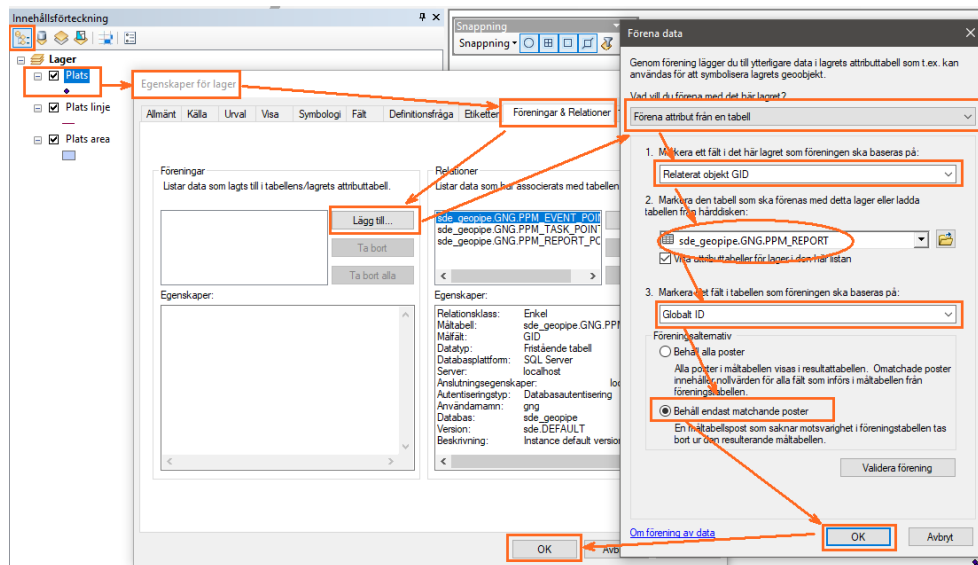 Innehållsförteckning
Lager
Plats
Plats linje
Plats area
Snappning
Snappning
Egenskaper för lager
Allmänt Källa Urval Visa Symbologi Fält Definitionsfråga Etiketter Föreningar & Relationer
Föreningar
Listar data som lagts till i tabellens/lagrets attributtabell.
Lägg till...
Ta bort
Ta bort alla
Egenskaper:
Relationer
Listar data som har associerats med tabellen
sde_geopipe.GNG.PPM_EVENT_POIN
sde_geopipe.GNG.PPM_TASK_POINT
sde_geopipe.GNG.PPM_REPORT_PO
Egenskaper:
Relationsklass: Enkel
Måltabell: sde_geopipe.GNG.PPM
Målfält: GID
Datatyp: Fristående tabell
Databasplattform: SQL Server
Server: localhost
Anslutningsegenskaper: loc
Autentiseringstyp: Databasautentisering
Användarnamn: gng
Databas: sde_geopipe
Version: sde.DEFAULT
Beskrivning: Instance default version
OK Avb
Förena data
Genom förening lägger du till ytterligare data i lagrets attributtabell som t.ex. kan
användas för att symbolisera lagrets geoobjekt.
Vad vill du förena med det här lagret?
Förena attribut från en tabell
1. Markera ett fält i det här lagret som föreningen ska baseras på:
Relaterat objekt GID
2. Markera den tabell som ska förenas med detta lager eller ladda
tabellen från hårddisken:
sde_geopipe.GNG.PPM_REPORT
Visa attributtabeller för lager i den här listan
3. Markera det fält i tabellen som föreningen ska baseras på:
Globalt ID
Föreningsalternativ
Behåll alla poster
Alla poster i måltabellen visas i resultattabellen. Omatchade poster
innehåller nollvärden för alla fält som införs i måltabellen från
föreningstabellen.
Behåll endast matchande poster
En måltabellspost som saknar motsvarighet i föreningstabellen tas
bort ur den resulterande måltabellen.
Validera förening
Om förening av data
OK Avbryt